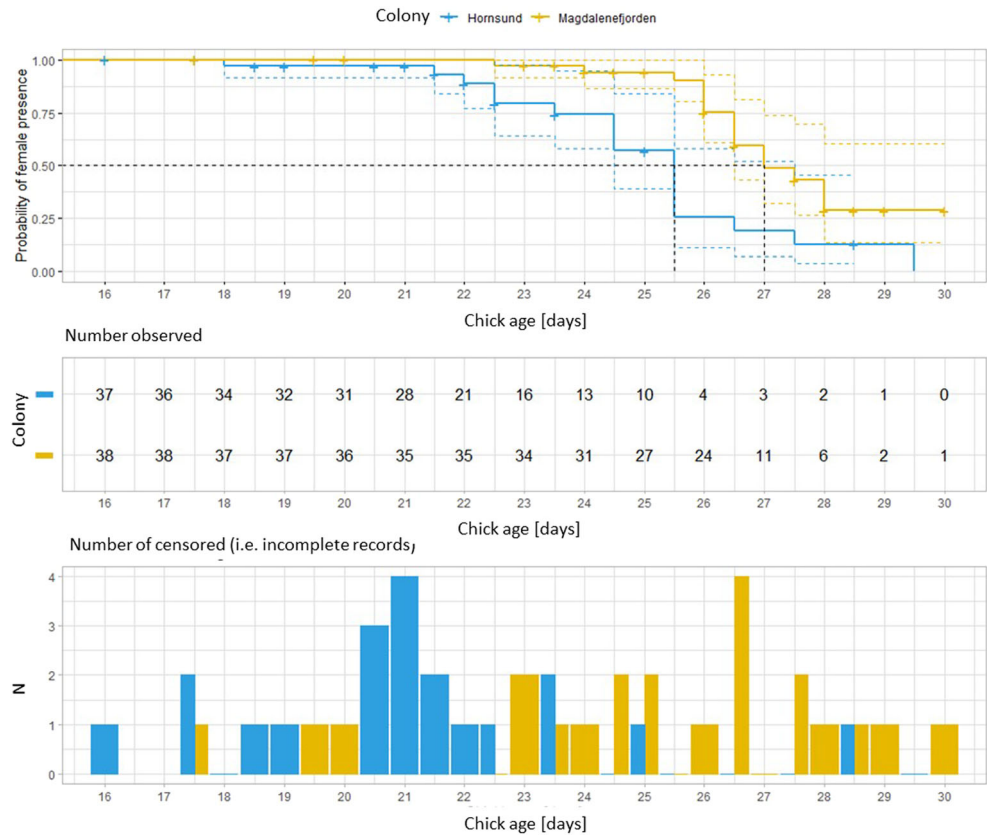 Colony Hornsund Magdalenefjorden
Probability of female presence
1.00
0.75
0.50
0.25
0.00
16 17 18 19 20 21 22 23 24 25 26 27 28 29 30
Chick age [days]
Number observed
Colony
37 36 34 32 31 28 21 16 13 10 4 3 2 1 0
38 38 37 37 36 35 35 34 31 27 24 11 6 2 1
16 17 18 19 20 21 22 23 24 25 26 27 28 29 30
Chick age [days]
Number of censored (i.e. incomplete records)
N
4
3
2
1
0
16 17 18 19 20 21 22 23 24 25 26 27 28 29 30
Chick age [days]